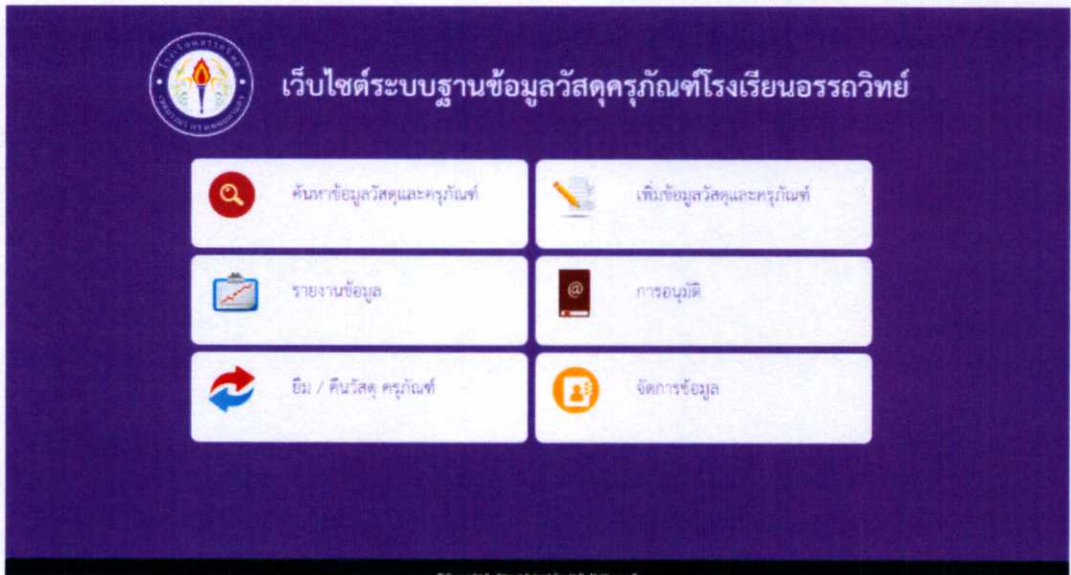 เว็บไซต์ระบบฐานข้อมูลวัสดุครุภัณฑ์โรงเรียนอรรถวิทย์
ค้นหาข้อมูลวัสดุและครุภัณฑ์
เพิ่มข้อมูลวัสดุและครุภัณฑ์
รายงานข้อมูล
@
การอนุมัติ
ยืม / คืนวัสดุ ครุภัณฑ์
จัดการข้อมูล